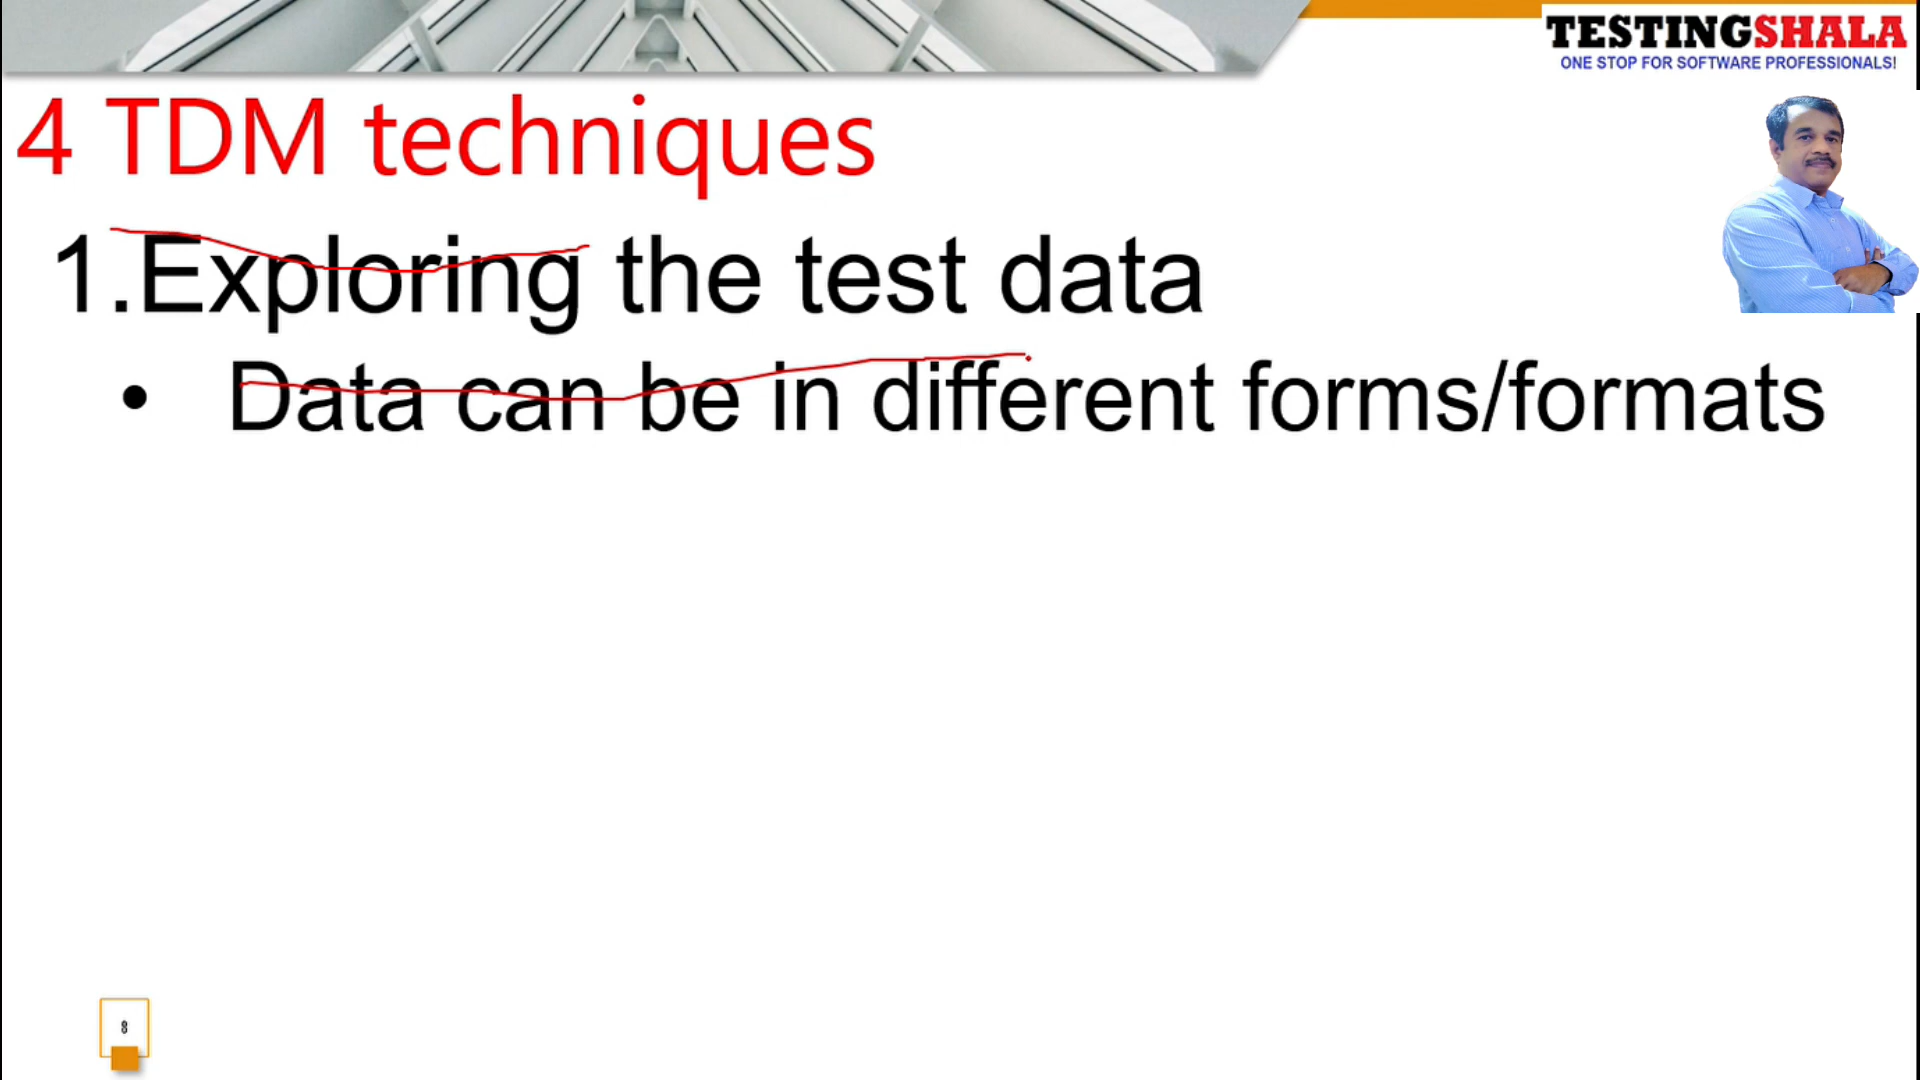 TESTINGSHALA
ONE STOP FOR SOFTWARE PROFESSIONALS!
4 TDM techniques
1.Exploring the test data
• Data can be in different forms/formats
8